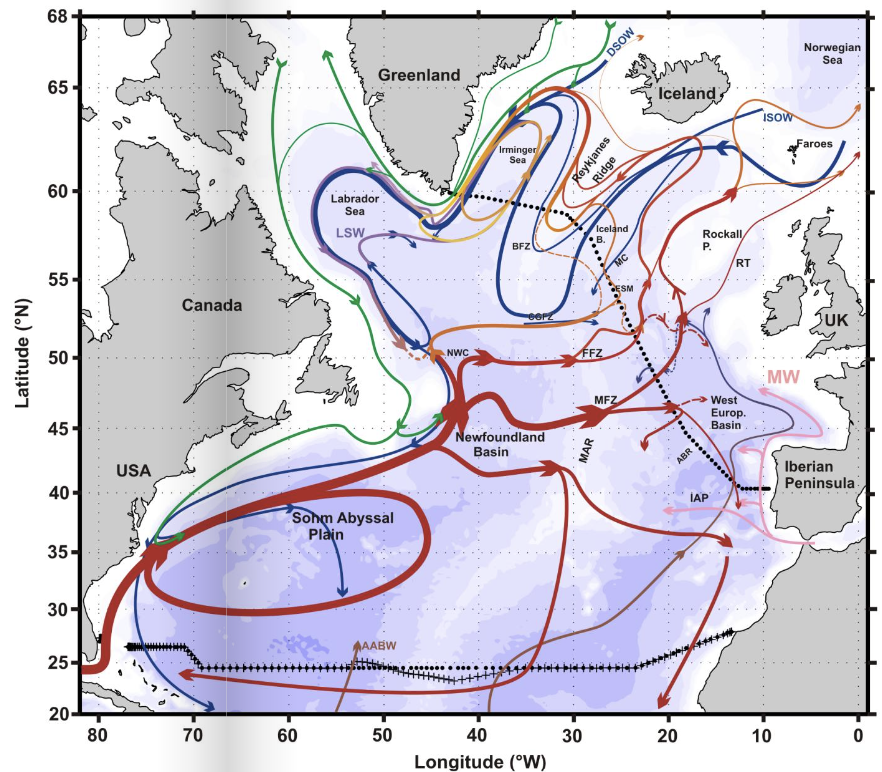 68
65
60
55
50
45
40
35
30
25
20
Latitude (°N)
80
70
60
50
40
30
20
10
0
Longitude (°W)
Greenland
DSOW
Norwegian
Sea
Iceland
ISOW
Faroes
Irminger
Sea
Reykjanes
Ridge
Labrador
Sea
LSW
BFZ
Iceland
B.
MC
Rockall
P.
RT
ESM
CGFZ
Canada
UK
NWC
FFZ
MFZ
MW
West
Europ.
Basin
Newfoundland
Basin
MAR
ABR
USA
Iberian
Peninsula
IAP
Sohm Abyssal
Plain
AABW